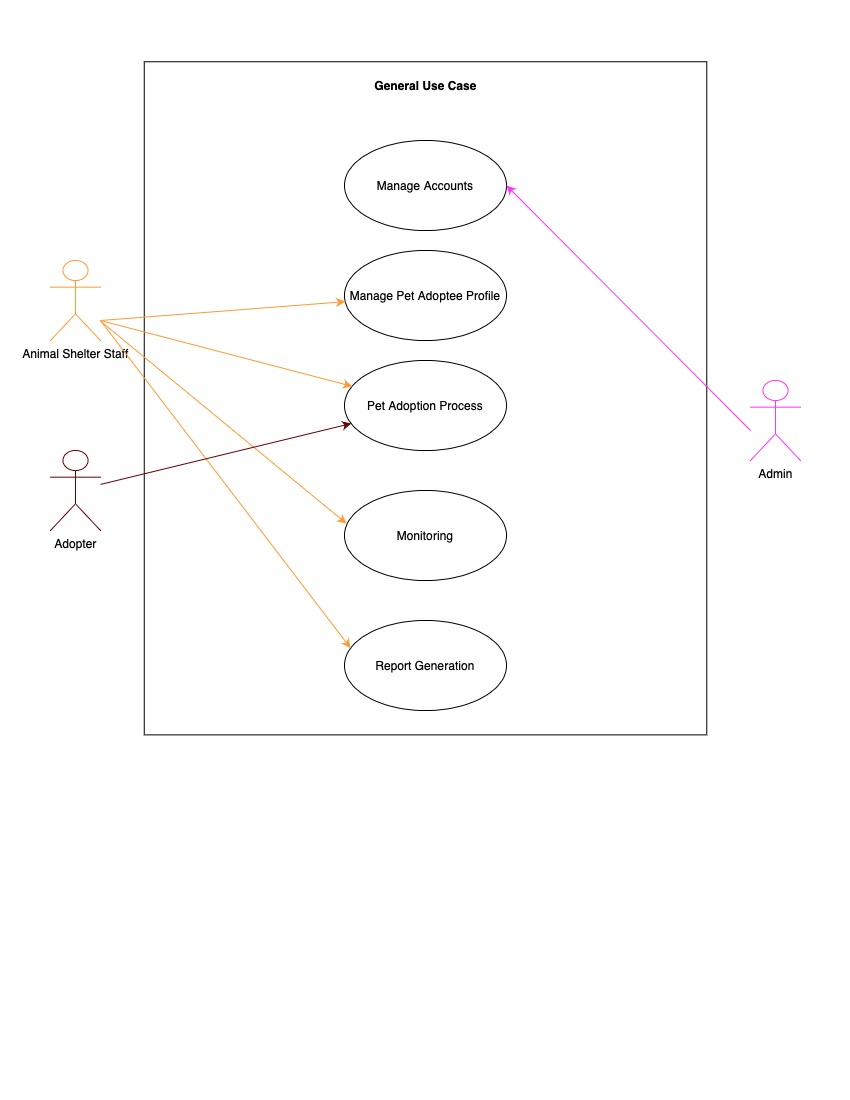 General Use Case
Manage Accounts
Manage Pet Adoptee Profile
Animal Shelter Staff
Pet Adoption Process
Admin
Monitoring
Adopter
Report Generation